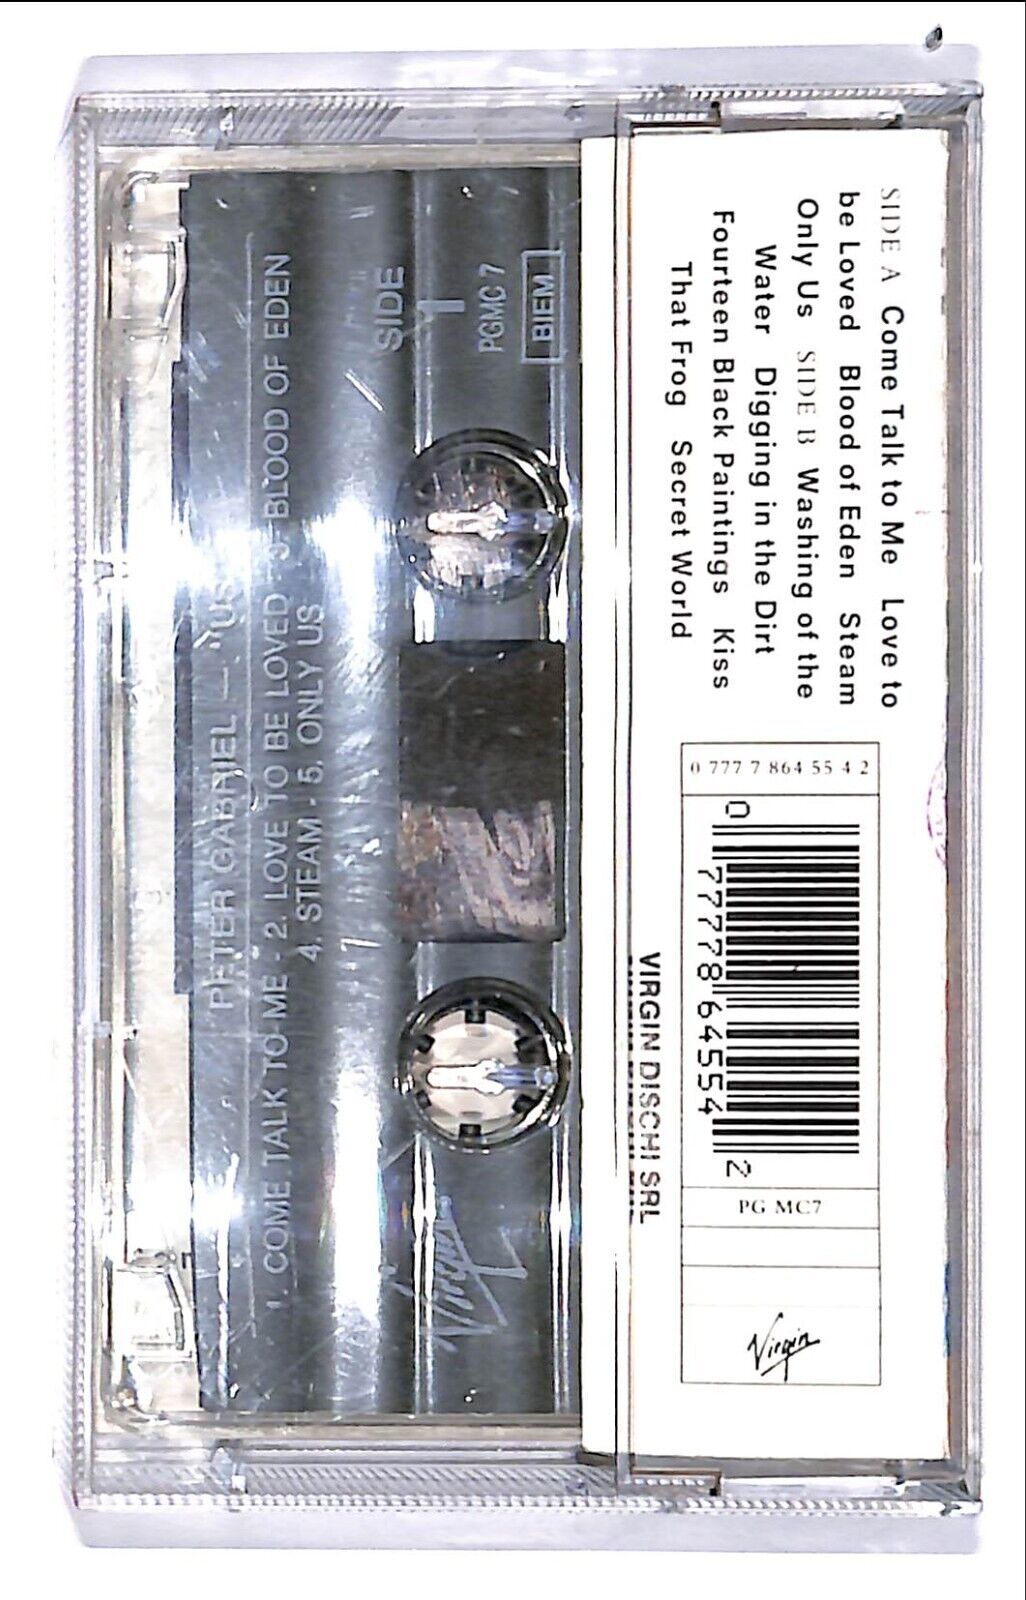 SIDE A Come Talk to Me Love to
be Loved Blood of Eden Steam
Only Us SIDE B Washing of the
Water Digging in the Dirt
Fourteen Black Paintings Kiss
That Frog Secret World
0 777 7 864 55 4 2
0 77778 64554 2
PG MC7
Virgin
VIRGIN DISCHI SRL
BIEM
PGMC 7
SIDE
1
Virgin
PETER GABRIEL — "US
1. COME TALK TO ME - 2. LOVE TO BE LOVED - 3. BLOOD OF EDEN
4. STEAM - 5. ONLY US